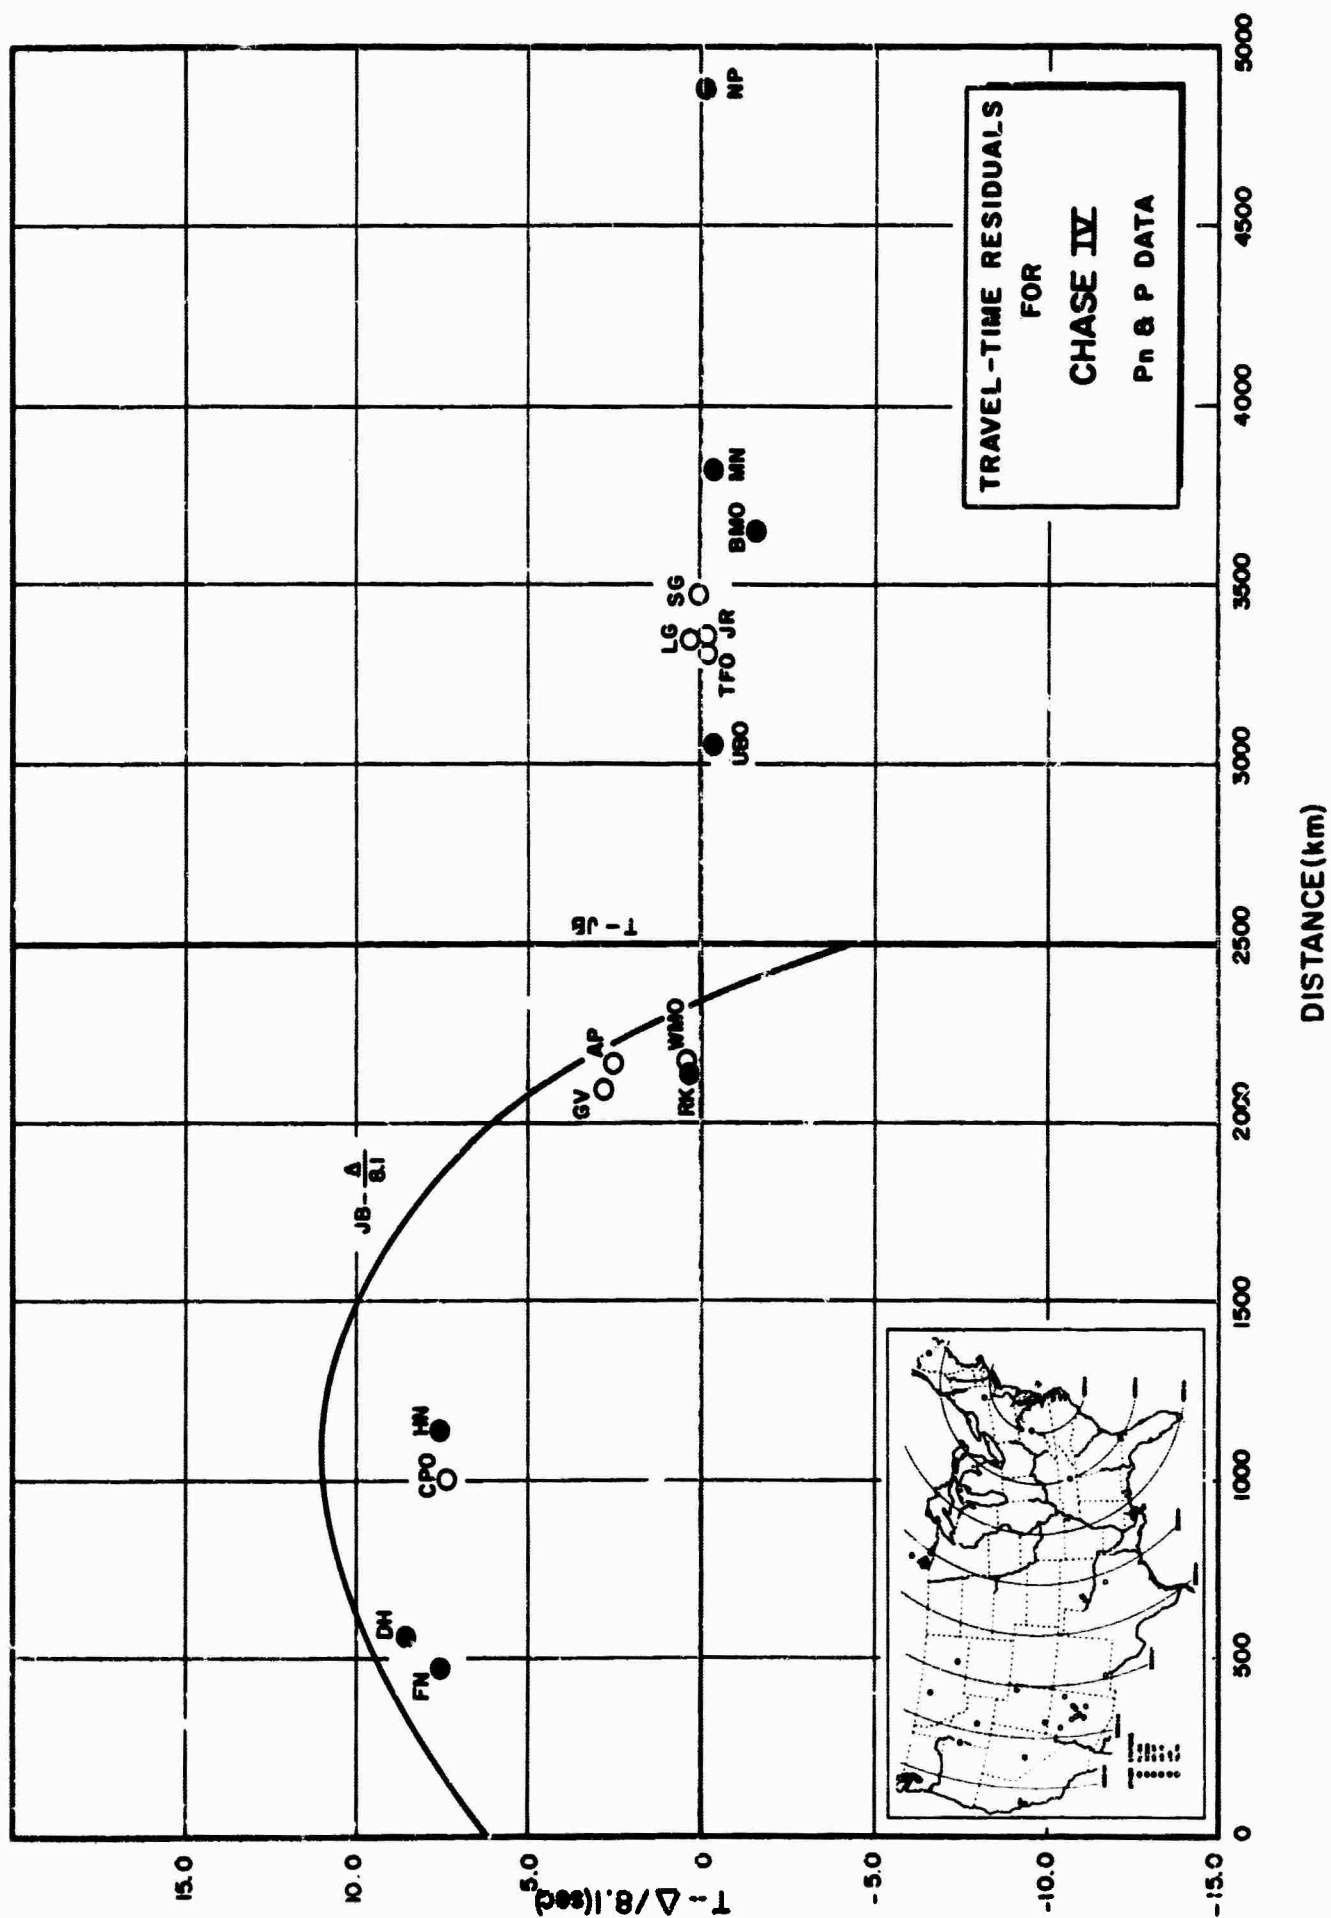 TRAVEL-TIME RESIDUALS
FOR
CHASE IV
Pn & P DATA
T-Δ/8.1(sec)
15.0
10.0
5.0
0
-5.0
-10.0
-15.0
0
500
1000
1500
2000
2500
3000
3500
4000
4500
5000
DISTANCE(km)
JB-Δ/8.1
T-JB
FN
DH
CPO
HN
GV
AP
RK
WMO
UBO
TFO
LG
JR
SG
BMO
MN
NP